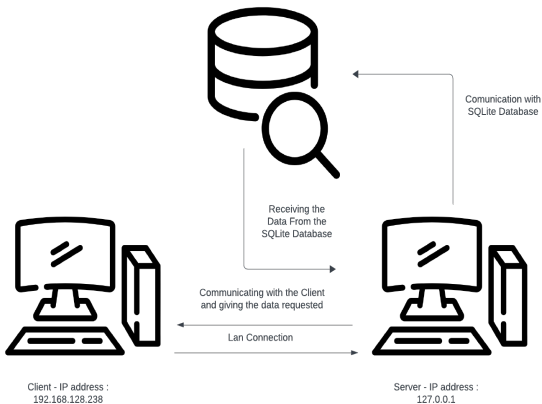 Comunication with
SQLite Database
Receiving the
Data From the
SQLite Database
Communicating with the Client
and giving the data requested
Lan Connection
Client - IP address :
192.168.128.238
Server - IP address :
127.0.0.1